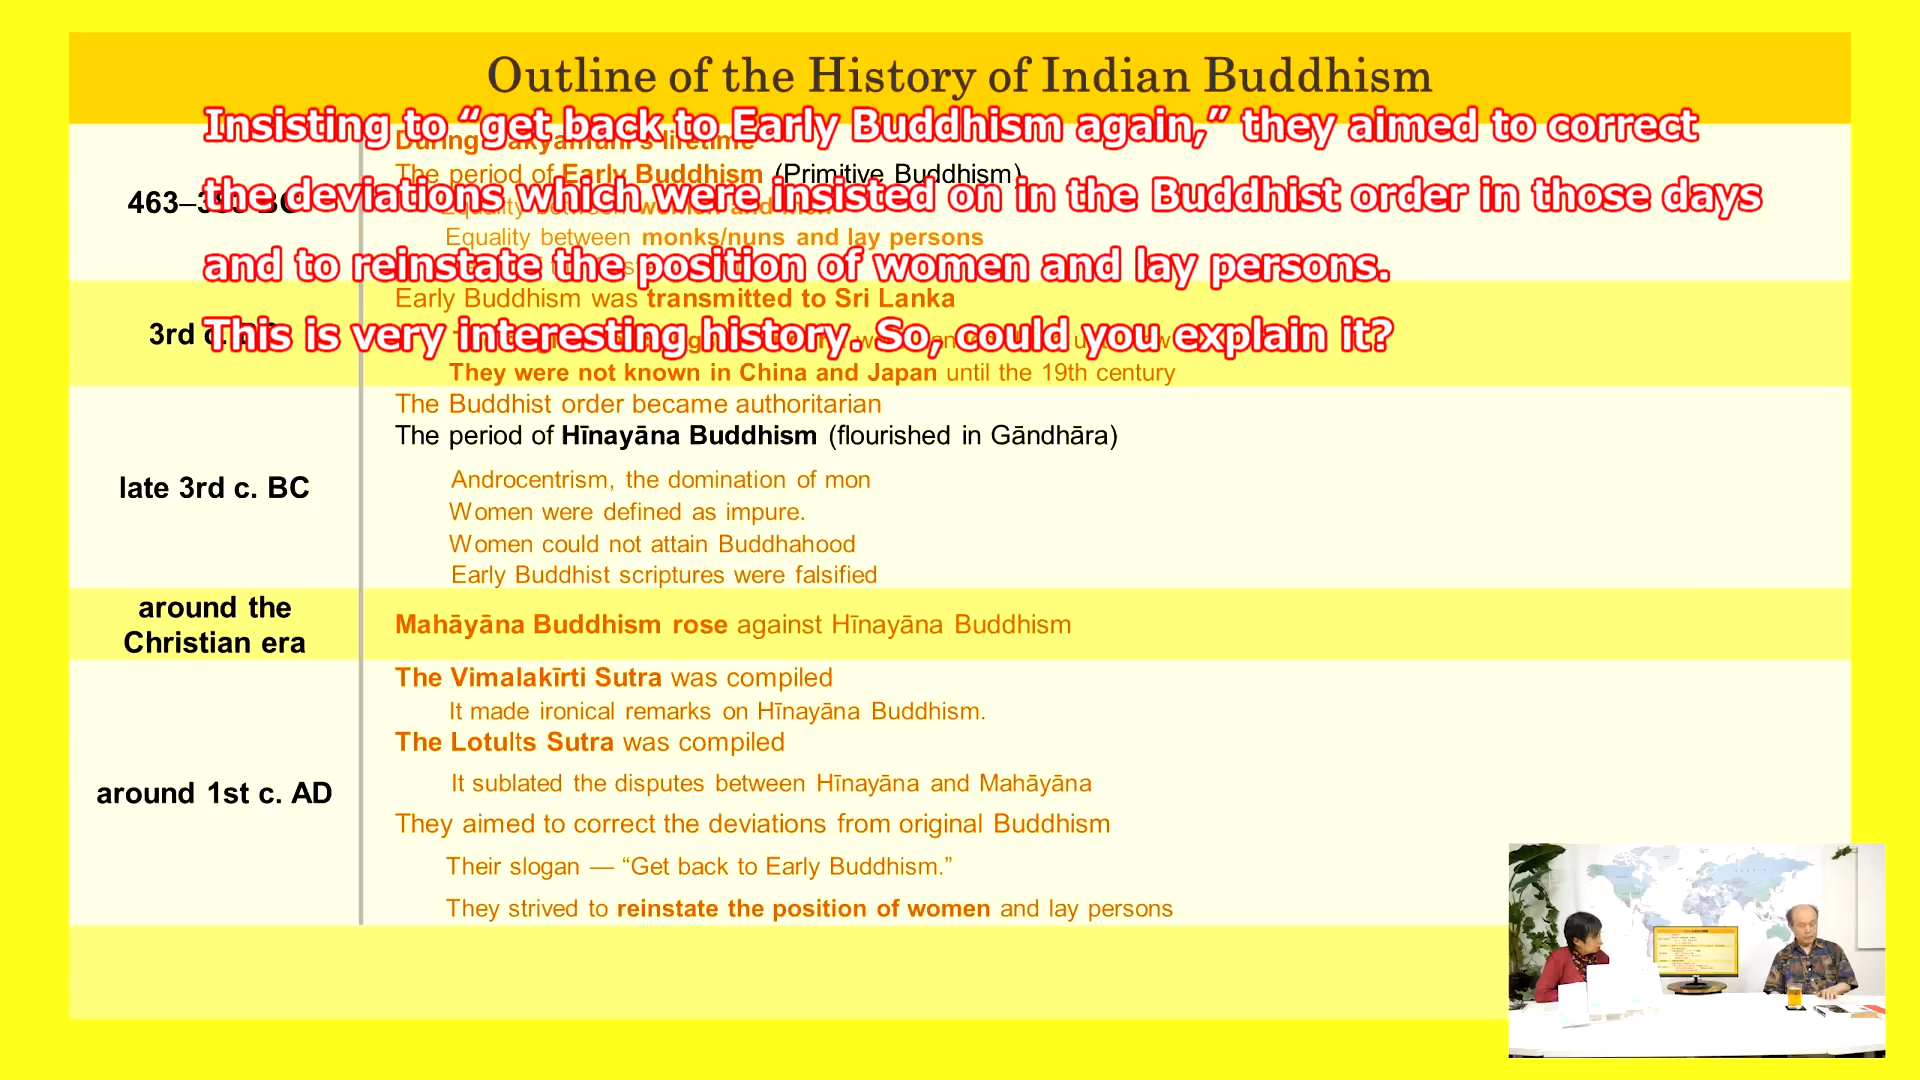 Outline of the History of Indian Buddhism
Insisting to “get back to Early Buddhism again,” they aimed to correct
the deviations which were insisted on in the Buddhist order in those days
and to reinstate the position of women and lay persons.
This is very interesting history. So, could you explain it?
The period of Early Buddhism (Primitive Buddhism)
Equality between monks/nuns and lay persons
Early Buddhism was transmitted to Sri Lanka
They were not known in China and Japan until the 19th century
late 3rd c. BC
The Buddhist order became authoritarian
The period of Hīnayāna Buddhism (flourished in Gāndhāra)
Androcentrism, the domination of mon
Women were defined as impure.
Women could not attain Buddhahood
Early Buddhist scriptures were falsified
around the
Christian era
Mahāyāna Buddhism rose against Hīnayāna Buddhism
around 1st c. AD
The Vimalakīrti Sutra was compiled
It made ironical remarks on Hīnayāna Buddhism.
The Lotults Sutra was compiled
It sublated the disputes between Hīnayāna and Mahāyāna
They aimed to correct the deviations from original Buddhism
Their slogan — “Get back to Early Buddhism.”
They strived to reinstate the position of women and lay persons